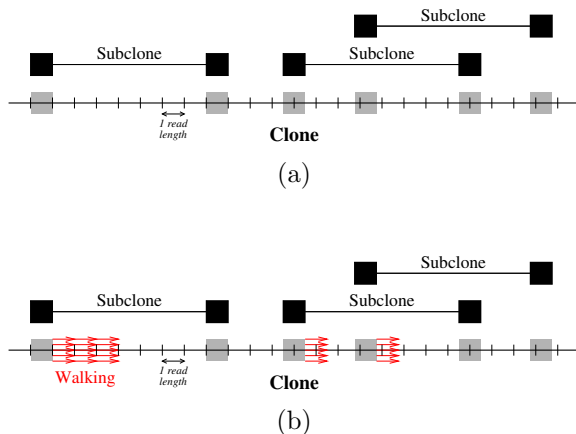 Subclone
Subclone
Subclone
1 read
length
Clone
(a)
Subclone
Subclone
Subclone
Walking
1 read
length
Clone
(b)